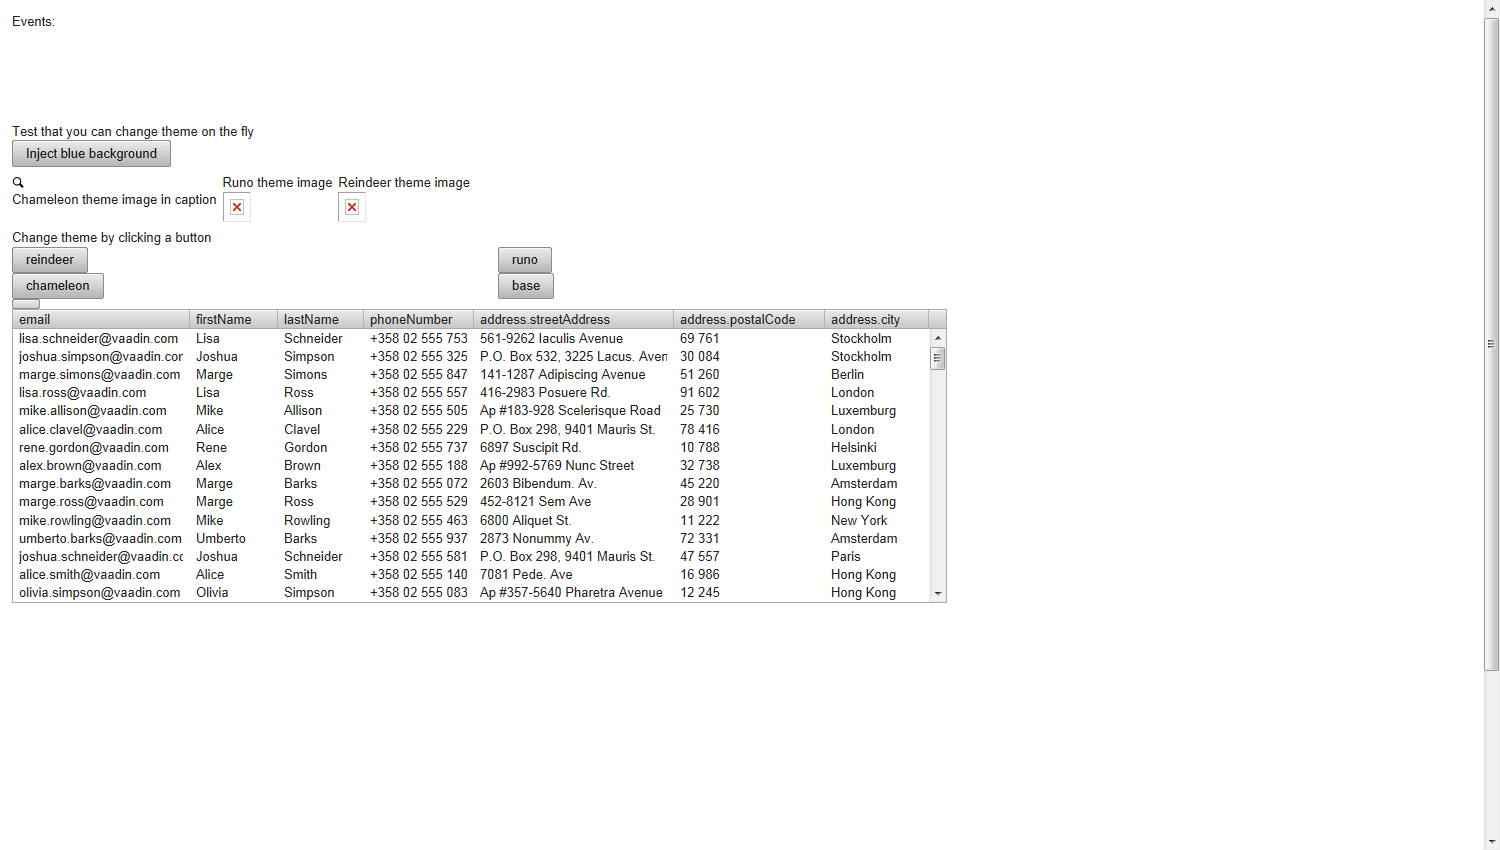 Events:
Test that you can change theme on the fly
Inject blue background
Runo theme image Reindeer theme image
Chameleon theme image in caption
Change theme by clicking a button
reindeer runo
chameleon base
email firstName lastName phoneNumber address.streetAddress address.postalCode address.city
lisa.schneider@vaadin.com Lisa Schneider +358 02 555 753 561-9262 Iaculis Avenue 69 761 Stockholm
joshua.simpson@vaadin.cor Joshua Simpson +358 02 555 325 P.O. Box 532, 3225 Lacus. Aven 30 084 Stockholm
marge.simons@vaadin.com Marge Simons +358 02 555 847 141-1287 Adipiscing Avenue 51 260 Berlin
lisa.ross@vaadin.com Lisa Ross +358 02 555 557 416-2983 Posuere Rd. 91 602 London
mike.allison@vaadin.com Mike Allison +358 02 555 505 Ap #183-928 Scelerisque Road 25 730 Luxemburg
alice.clavel@vaadin.com Alice Clavel +358 02 555 229 P.O. Box 298, 9401 Mauris St. 78 416 London
rene.gordon@vaadin.com Rene Gordon +358 02 555 737 6897 Suscipit Rd. 10 788 Helsinki
alex.brown@vaadin.com Alex Brown +358 02 555 188 Ap #992-5769 Nunc Street 32 738 Luxemburg
marge.barks@vaadin.com Marge Barks +358 02 555 072 2603 Bibendum. Av. 45 220 Amsterdam
marge.ross@vaadin.com Marge Ross +358 02 555 529 452-8121 Sem Ave 28 901 Hong Kong
mike.rowling@vaadin.com Mike Rowling +358 02 555 463 6800 Aliquet St. 11 222 New York
umberto.barks@vaadin.com Umberto Barks +358 02 555 937 2873 Nonummy Av. 72 331 Amsterdam
joshua.schneider@vaadin.cc Joshua Schneider +358 02 555 581 P.O. Box 298, 9401 Mauris St. 47 557 Paris
alice.smith@vaadin.com Alice Smith +358 02 555 140 7081 Pede. Ave 16 986 Hong Kong
olivia.simpson@vaadin.com Olivia Simpson +358 02 555 083 Ap #357-5640 Pharetra Avenue 12 245 Hong Kong